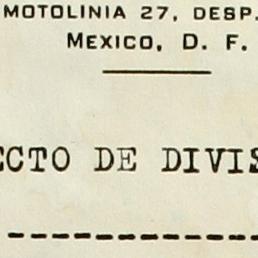 MOTOLINIA 27, DESP.
MEXICO, D. F.
ECTO DE DIVIS